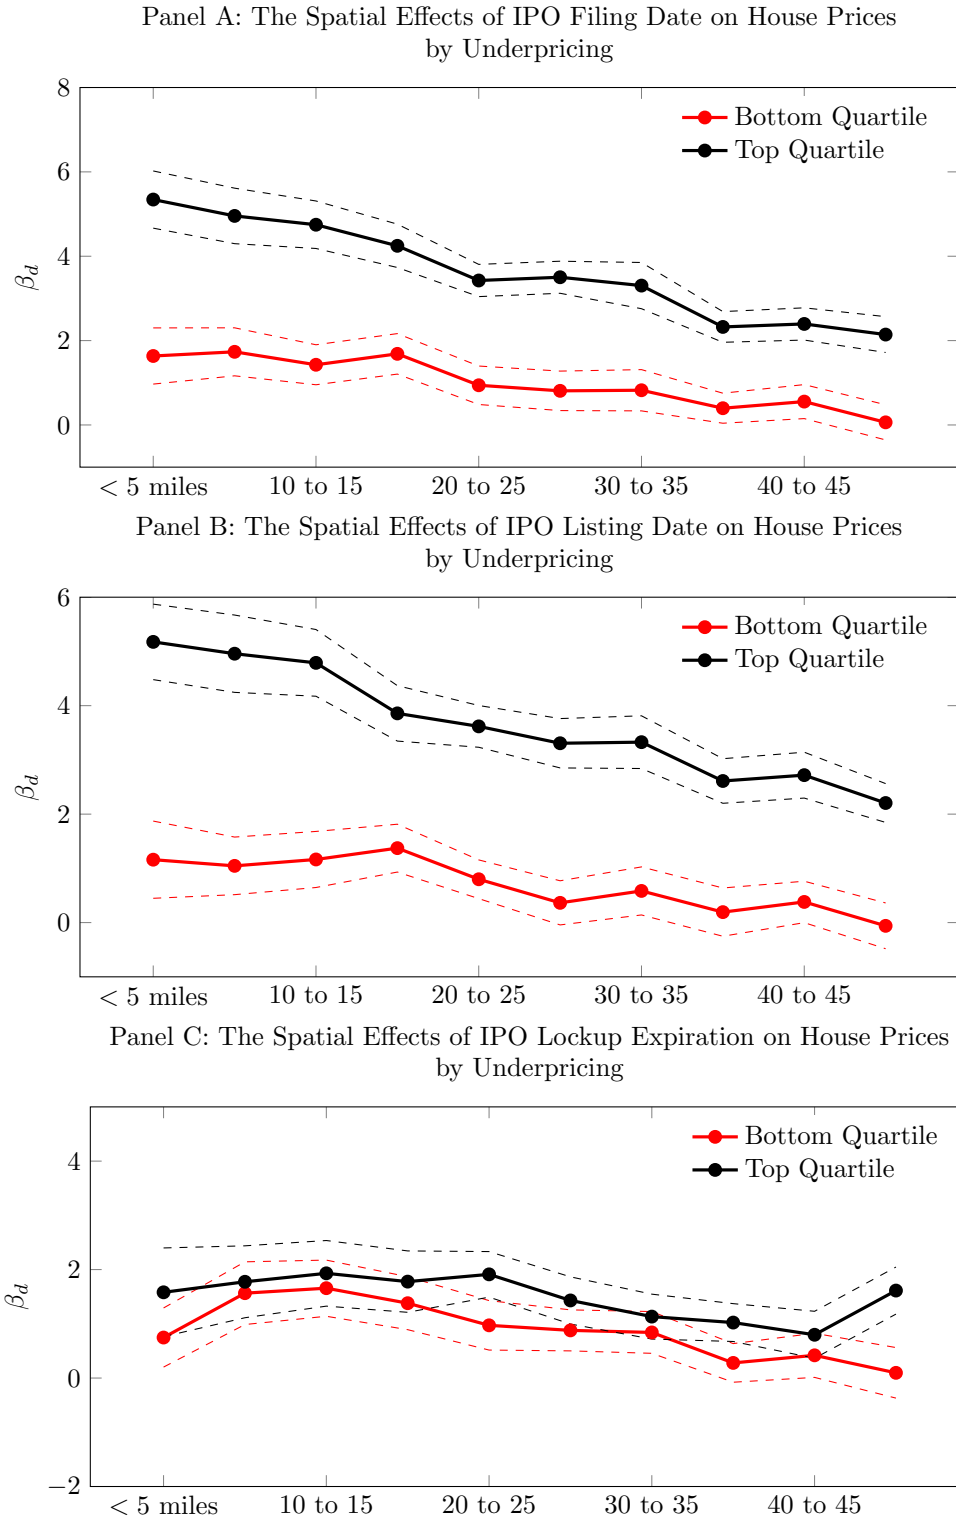 Panel A: The Spatial Effects of IPO Filing Date on House Prices
by Underpricing
8
6
4
2
0
β_d
Bottom Quartile
Top Quartile
< 5 miles 10 to 15 20 to 25 30 to 35 40 to 45
Panel B: The Spatial Effects of IPO Listing Date on House Prices
by Underpricing
6
4
2
0
β_d
Bottom Quartile
Top Quartile
< 5 miles 10 to 15 20 to 25 30 to 35 40 to 45
Panel C: The Spatial Effects of IPO Lockup Expiration on House Prices
by Underpricing
4
2
0
−2
β_d
Bottom Quartile
Top Quartile
< 5 miles 10 to 15 20 to 25 30 to 35 40 to 45